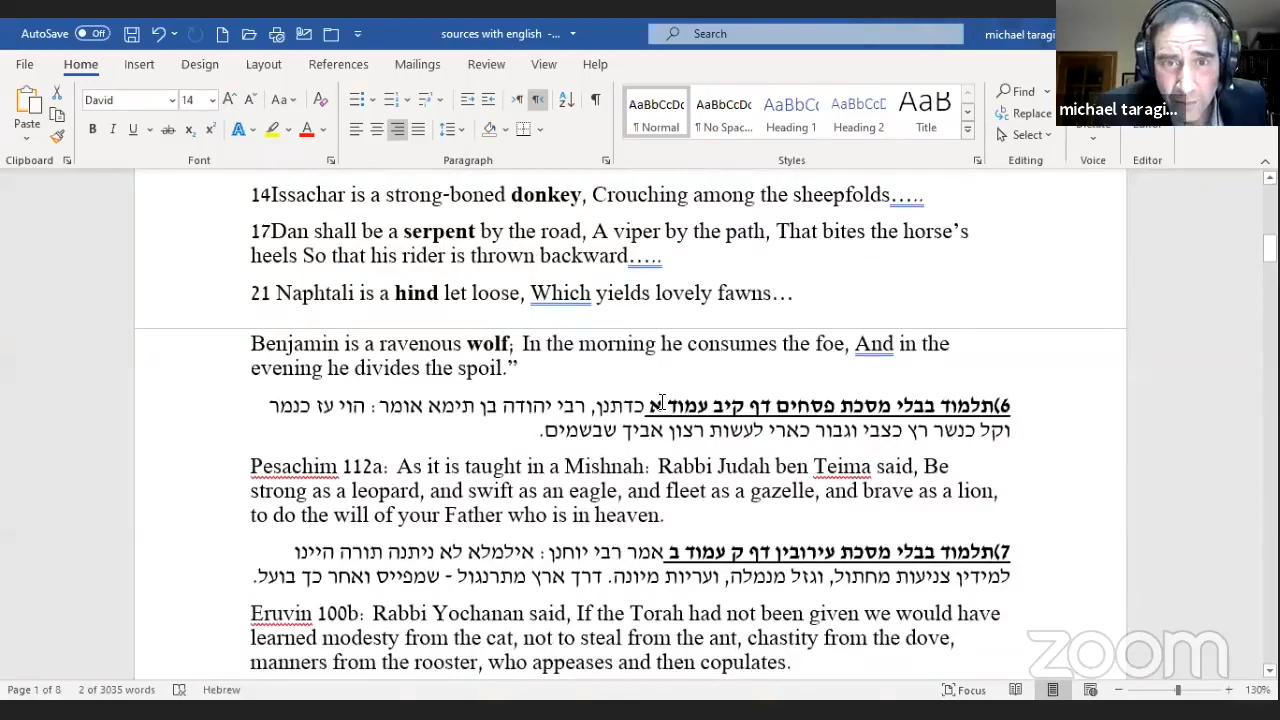 AutoSave Off sources with english -... Search michael taragi
File Home Insert Design Layout References Mailings Review View Help
David 14 Find
Paste AaBbCcDc AaBbCcDc AaBbCc AaBbCcD AaB Replace
Normal No Spac... Heading 1 Heading 2 Title Select
Clipboard Font Paragraph Styles Editing Voice Editor
michael taragi...
14Issachar is a strong-boned donkey, Crouching among the sheepfolds…..
17Dan shall be a serpent by the road, A viper by the path, That bites the horse’s
heels So that his rider is thrown backward…..
21 Naphtali is a hind let loose, Which yields lovely fawns…
Benjamin is a ravenous wolf; In the morning he consumes the foe, And in the
evening he divides the spoil.”
6)תלמוד בבלי מסכת פסחים דף קיב עמוד א כדתנן, רבי יהודה בן תימא אומר: הוי עז כנמר
וקל כנשר רץ כצבי וגבור כארי לעשות רצון אביך שבשמים.
Pesachim 112a: As it is taught in a Mishnah: Rabbi Judah ben Teima said, Be
strong as a leopard, and swift as an eagle, and fleet as a gazelle, and brave as a lion,
to do the will of your Father who is in heaven.
7)תלמוד בבלי מסכת עירובין דף ק עמוד ב אמר רבי יוחנן: אילמלא לא ניתנה תורה היינו
למידין צניעות מחתול, וגזל מנמלה, ועריות מיונה. דרך ארץ מתרנגול - שמפייס ואחר כך בועל.
Eruvin 100b: Rabbi Yochanan said, If the Torah had not been given we would have
learned modesty from the cat, not to steal from the ant, chastity from the dove,
manners from the rooster, who appeases and then copulates.
zoom
Page 1 of 8 2 of 3035 words Hebrew Focus 130%